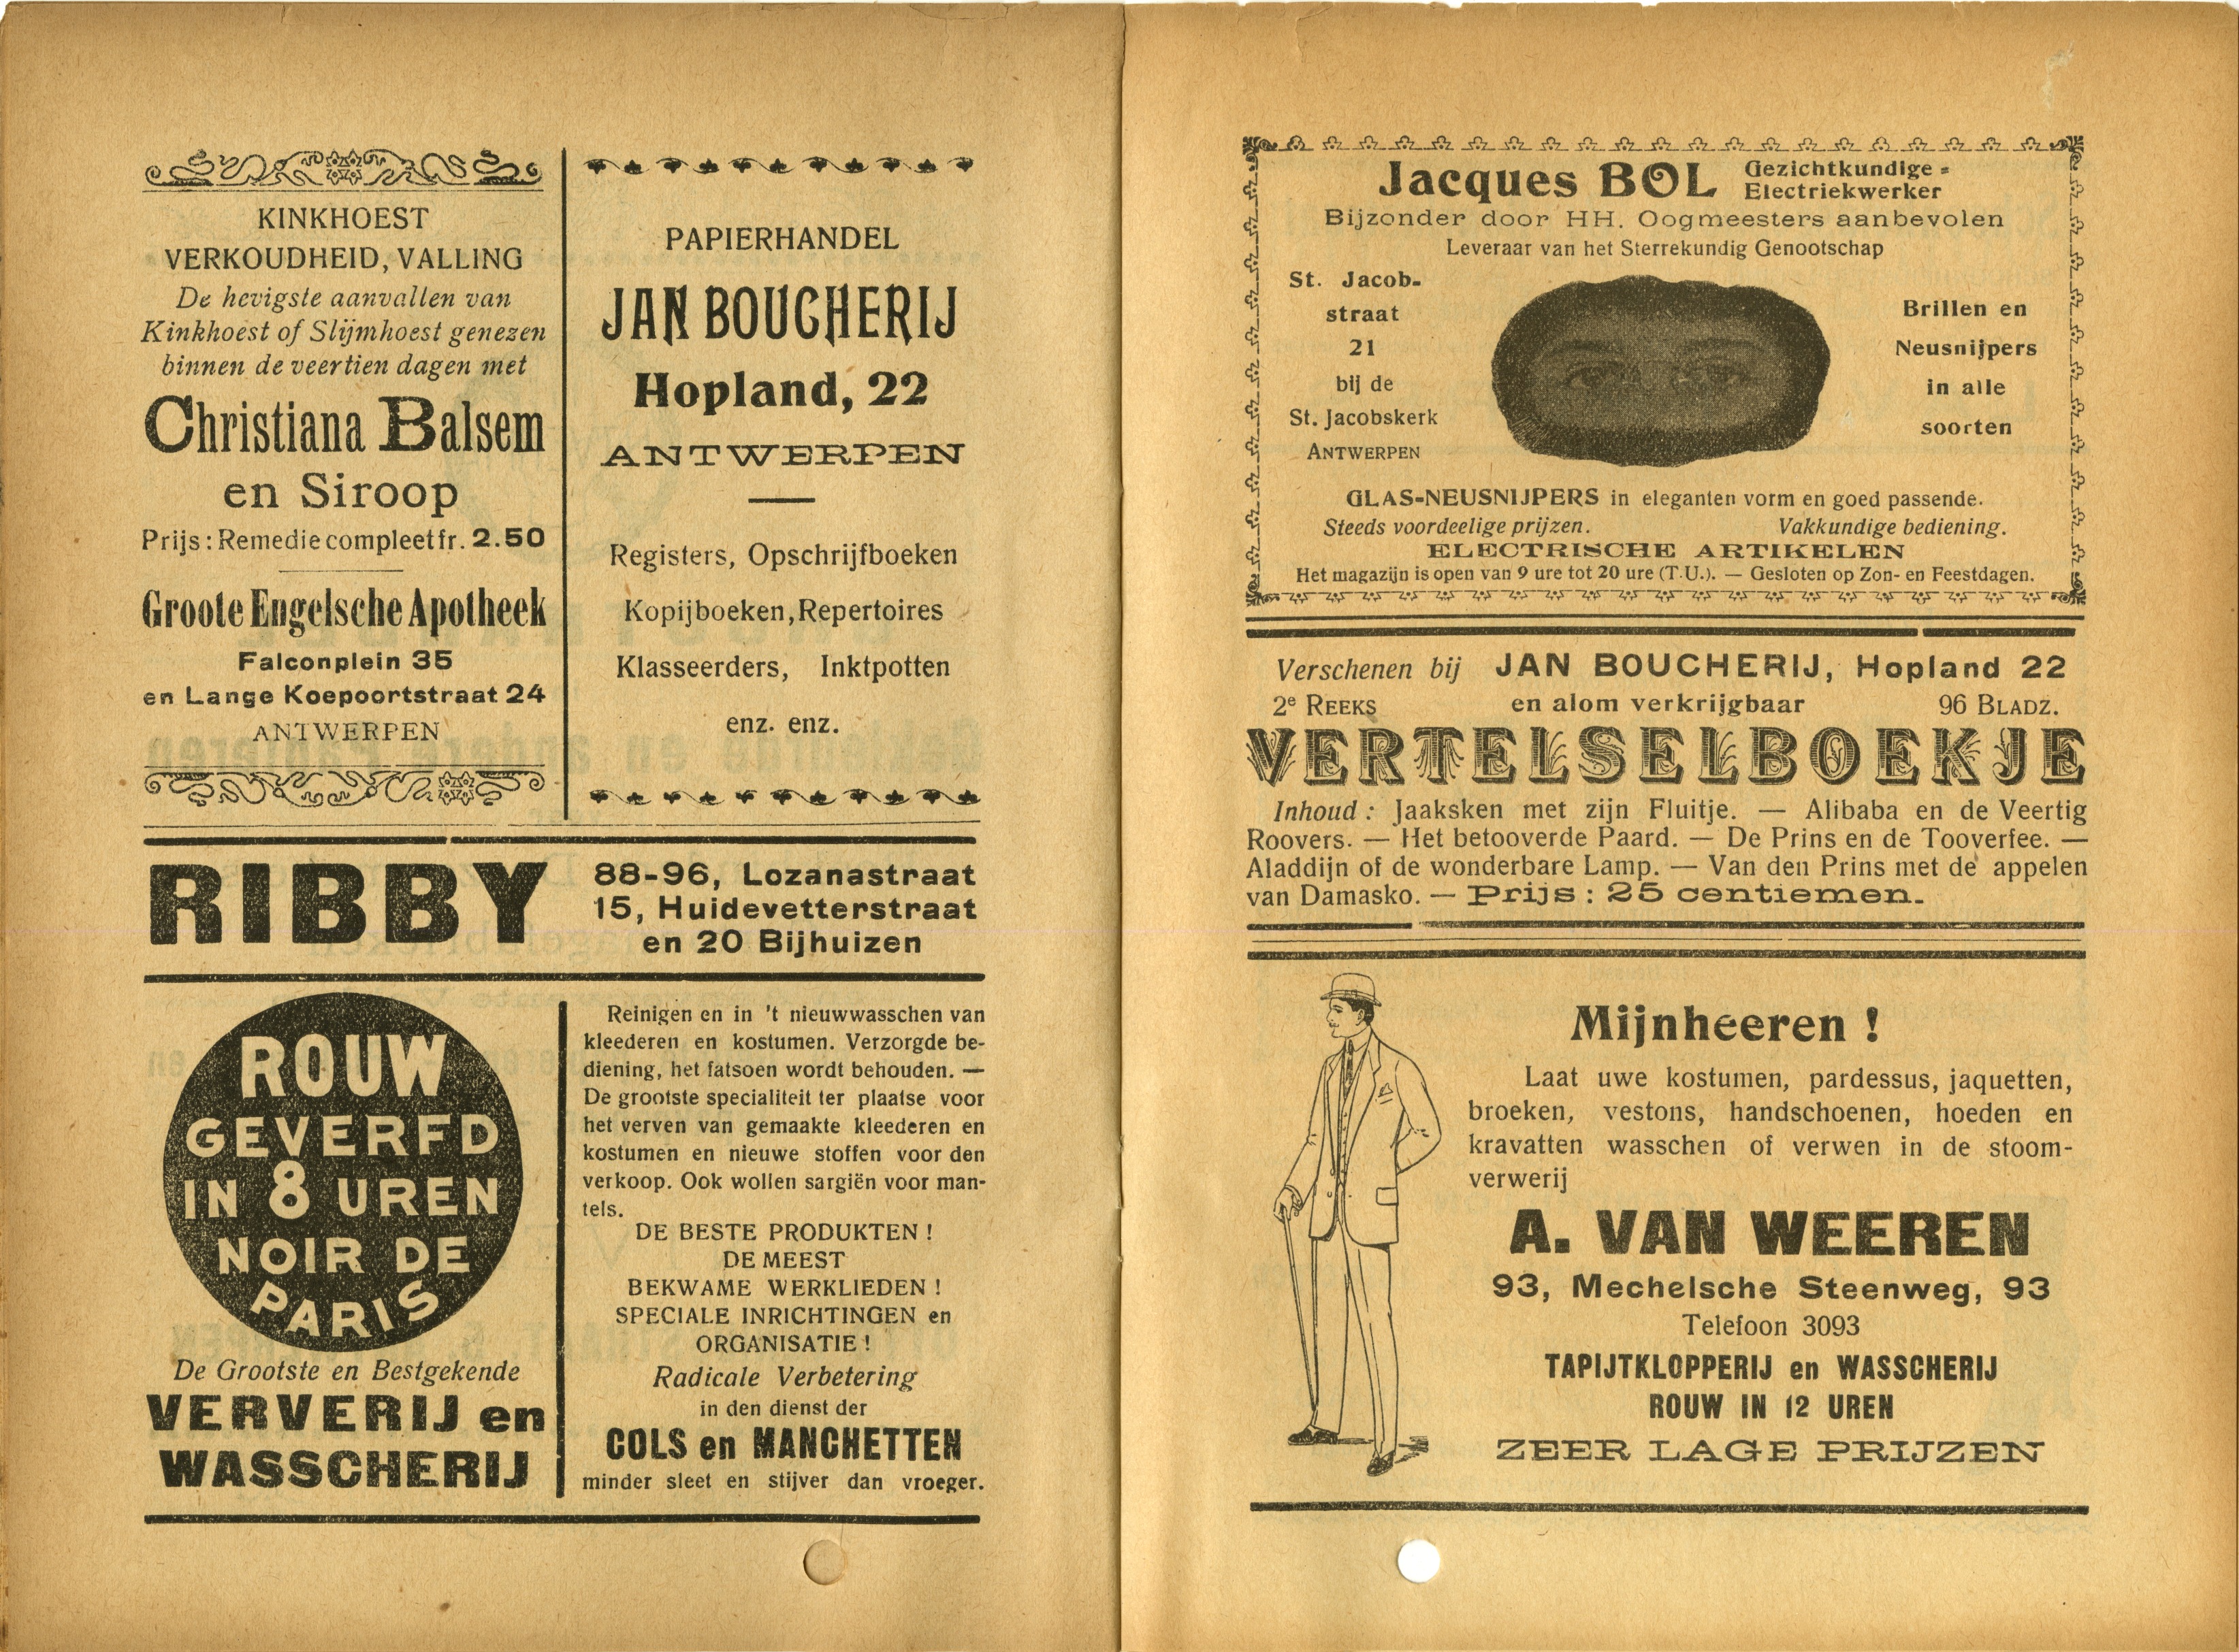 KINKHOEST
VERKOUDHEID, VALLING
De hevigste aanvallen van
Kinkhoest of Slijmhoest genezen
binnen de veertien dagen met
Christiana Balsem
en Siroop
Prijs : Remedie compleet fr. 2.50
Groote Engelsche Apotheek
Falconplein 35
en Lange Koepoortstraat 24
ANTWERPEN
PAPIERHANDEL
JAN BOUCHERIJ
Hopland, 22
ANTWERPEN
Registers, Opschrijfboeken
Kopijboeken, Repertoires
Klasseerders, Inktpotten
enz. enz.
RIBBY
88-96, Lozanastraat
15, Huidevetterstraat
en 20 Bijhuizen
ROUW
GEVERFD
IN 8 UREN
NOIR DE
PARIS
De Grootste en Bestgekende
VERVERIJ en
WASSCHERIJ
Reinigen en in 't nieuwwasschen van
kleederen en kostumen. Verzorgde be-
diening, het fatsoen wordt behouden. —
De grootste specialiteit ter plaatse voor
het verven van gemaakte kleederen en
kostumen en nieuwe stoffen voor den
verkoop. Ook wollen sargiën voor man-
tels.
DE BESTE PRODUKTEN !
DE MEEST
BEKWAME WERKLIEDEN !
SPECIALE INRICHTINGEN en
ORGANISATIE !
Radicale Verbetering
in den dienst der
COLS en MANCHETTEN
minder sleet en stijver dan vroeger.
Jacques BOL Gezichtkundige -
Electriekwerker
Bijzonder door HH. Oogmeesters aanbevolen
Leveraar van het Sterrekundig Genootschap
St. Jacob-
straat
21
bij de
St. Jacobskerk
ANTWERPEN
Brillen en
Neusnijpers
in alle
soorten
GLAS-NEUSNIJPERS in eleganten vorm en goed passende.
Steeds voordeelige prijzen. Vakkundige bediening.
ELECTRISCHE ARTIKELEN
Het magazijn is open van 9 ure tot 20 ure (T.U.). — Gesloten op Zon- en Feestdagen.
Verschenen bij JAN BOUCHERIJ, Hopland 22
2e REEKS en alom verkrijgbaar 96 BLADZ.
VERTELSELBOEKJE
Inhoud : Jaaksken met zijn Fluitje. — Alibaba en de Veertig
Roovers. — Het betooverde Paard. — De Prins en de Tooverfee. —
Aladdijn of de wonderbare Lamp. — Van den Prins met de appelen
van Damasko. — Prijs : 25 centiemen.
Mijnheeren !
Laat uwe kostumen, pardessus, jaquetten,
broeken, vestons, handschoenen, hoeden en
kravatten wasschen of verwen in de stoom-
verwerij
A. VAN WEEREN
93, Mechelsche Steenweg, 93
Telefoon 3093
TAPIJTKLOPPERIJ en WASSCHERIJ
ROUW IN 12 UREN
ZEER LAGE PRIJZEN